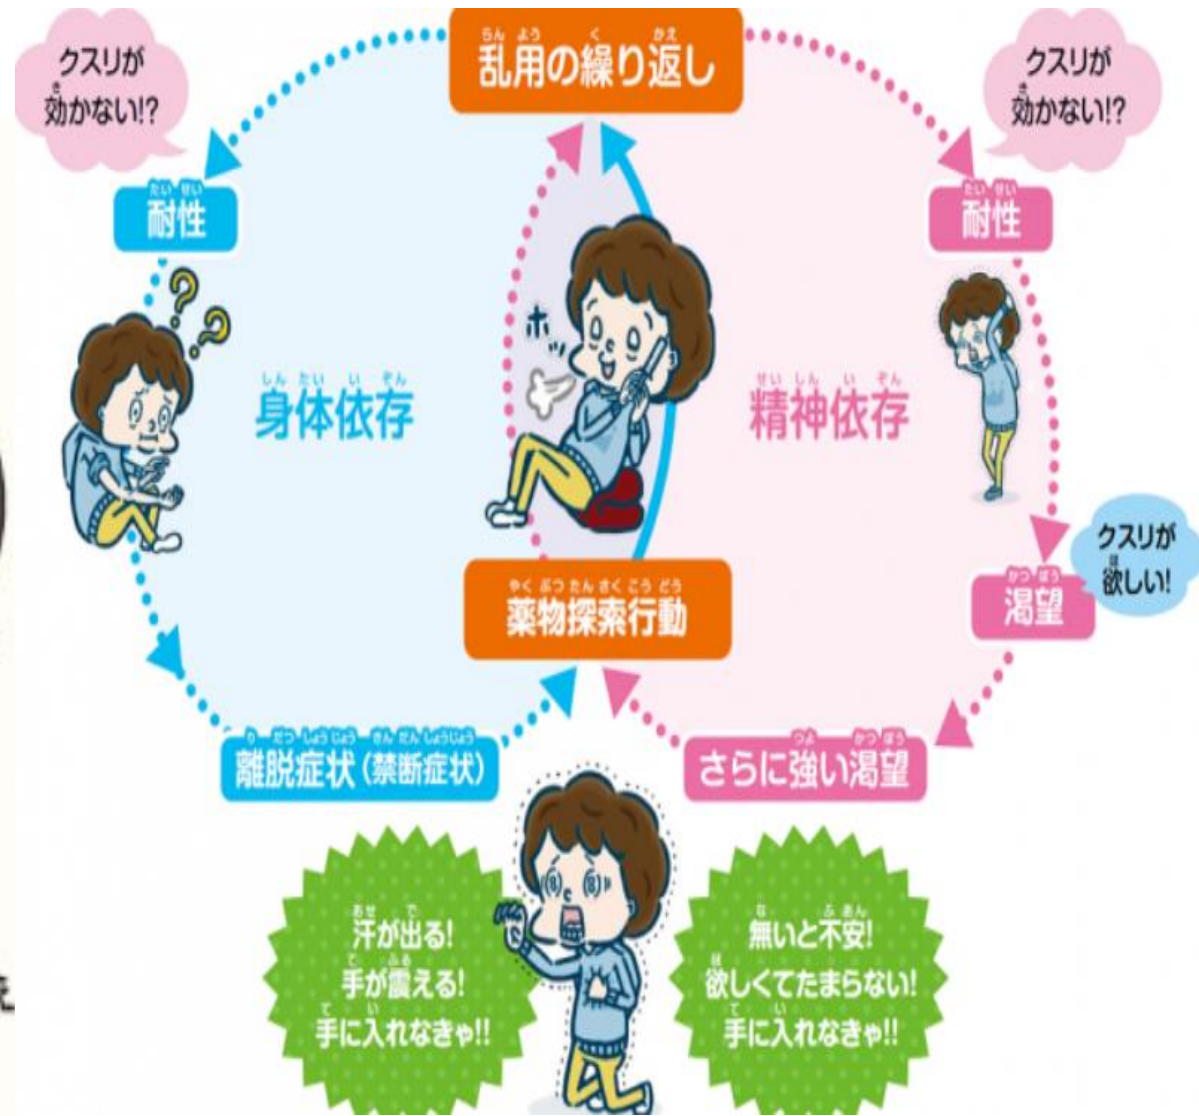 乱用の繰り返し
クスリが
効かない!?
クスリが
効かない!?
耐性
耐性
ホッ
身体依存
精神依存
クスリが
欲しい!
渇望
薬物探索行動
離脱症状(禁断症状)
さらに強い渇望
汗が出る!
手が震える!
手に入れなきゃ!!
無いと不安!
欲しくてたまらない!
手に入れなきゃ!!